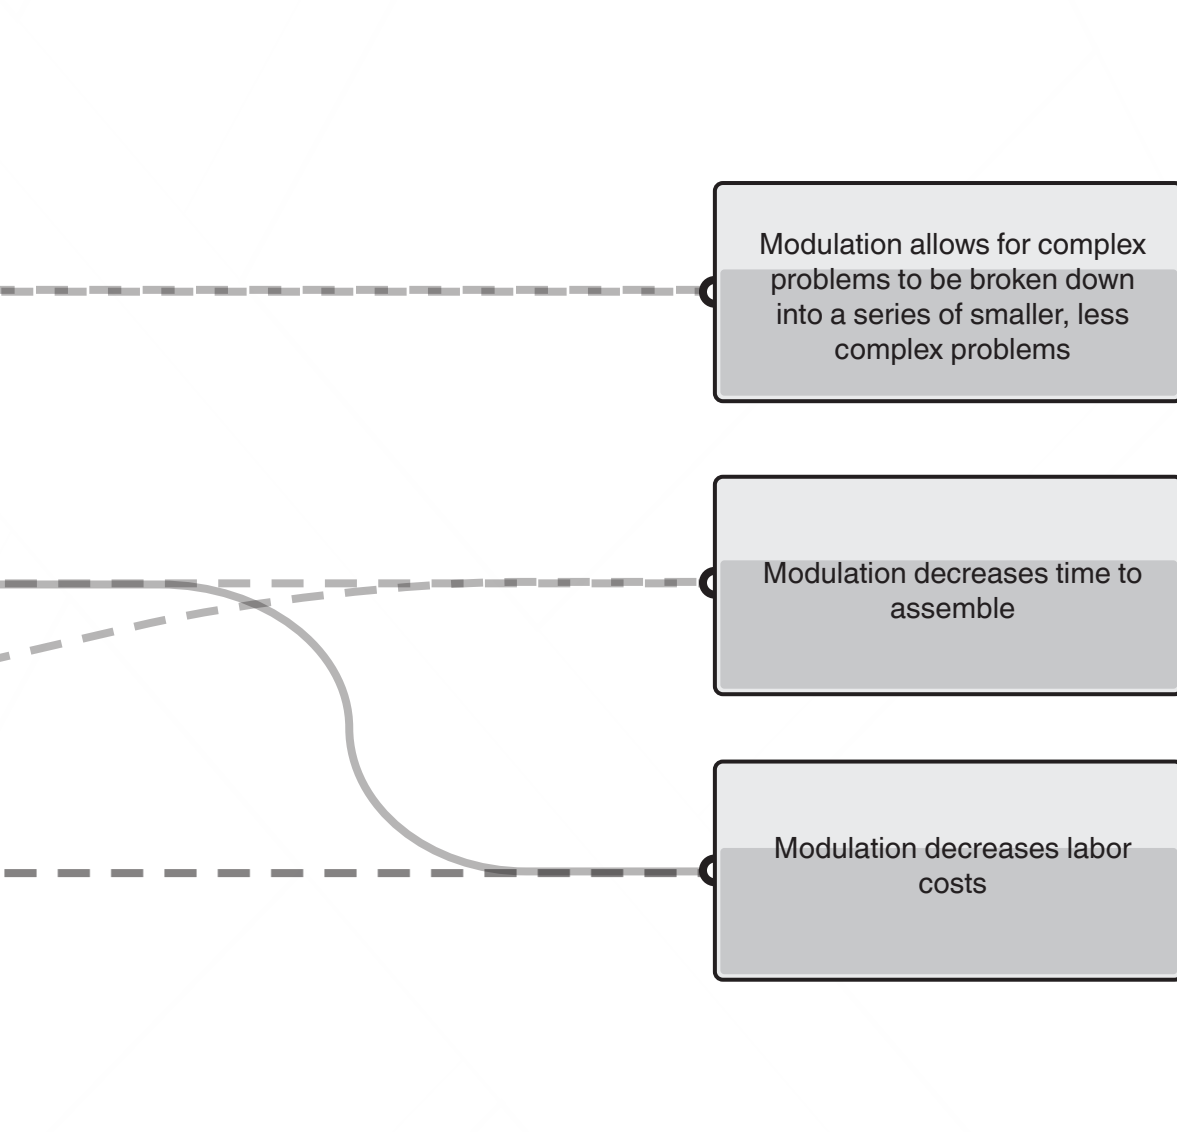 Modulation allows for complex
problems to be broken down
into a series of smaller, less
complex problems
Modulation decreases time to
assemble
Modulation decreases labor
costs